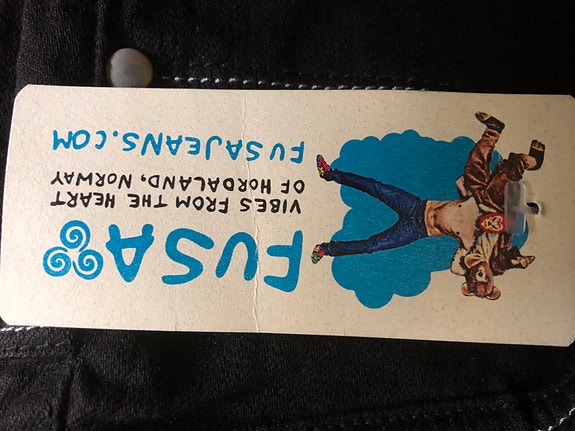 FUSA
VIBES FROM THE HEART
OF HORDALAND, NORWAY
FUSAJEANS.COM